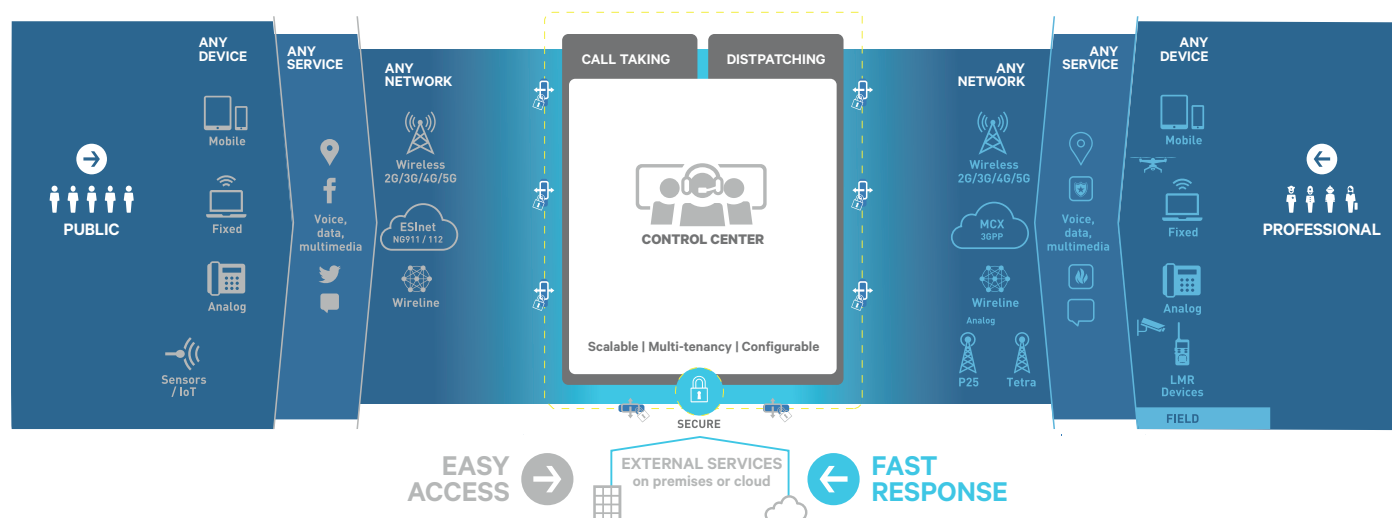 PUBLIC
ANY
DEVICE
Mobile
Fixed
Analog
Sensors
/ IoT
ANY
SERVICE
Voice,
data,
multimedia
ANY
NETWORK
Wireless
2G/3G/4G/5G
ESInet
NG911 / 112
Wireline
CALL TAKING
DISTPATCHING
CONTROL CENTER
Scalable | Multi-tenancy | Configurable
SECURE
ANY
NETWORK
Wireless
2G/3G/4G/5G
MCX
3GPP
Wireline
Analog
P25
Tetra
ANY
SERVICE
Voice,
data,
multimedia
ANY
DEVICE
Mobile
Fixed
Analog
LMR
Devices
FIELD
PROFESSIONAL
EASY
ACCESS
EXTERNAL SERVICES
on premises or cloud
FAST
RESPONSE